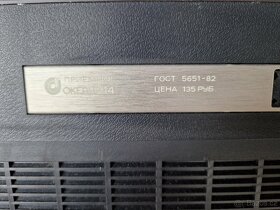 ПРИЕМНИК ГОСТ 5651-82
ОКЕАН-214 ЦЕНА 135 РУБ